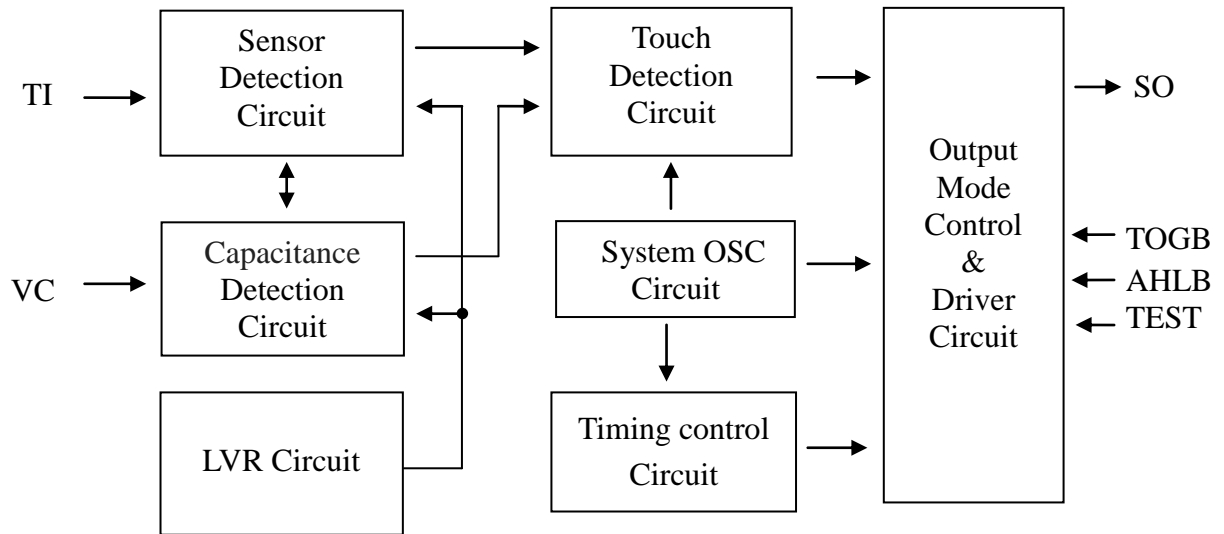 TI
Sensor
Detection
Circuit
Touch
Detection
Circuit
SO
VC
Capacitance
Detection
Circuit
System OSC
Circuit
Output
Mode
Control
&
Driver
Circuit
TOGB
AHLB
TEST
LVR Circuit
Timing control
Circuit